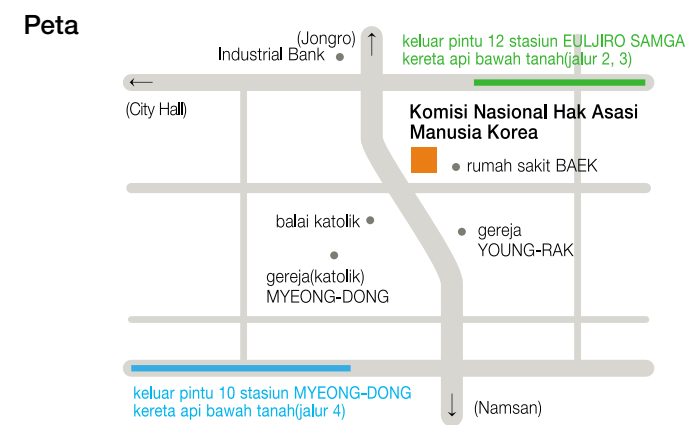 Peta
(Jongro)
Industrial Bank
keluar pintu 12 stasiun EULJIRO SAMGA
kereta api bawah tanah(jalur 2, 3)
(City Hall)
Komisi Nasional Hak Asasi
Manusia Korea
rumah sakit BAEK
balai katolik
gereja
YOUNG-RAK
gereja(katolik)
MYEONG-DONG
keluar pintu 10 stasiun MYEONG-DONG
kereta api bawah tanah(jalur 4)
(Namsan)